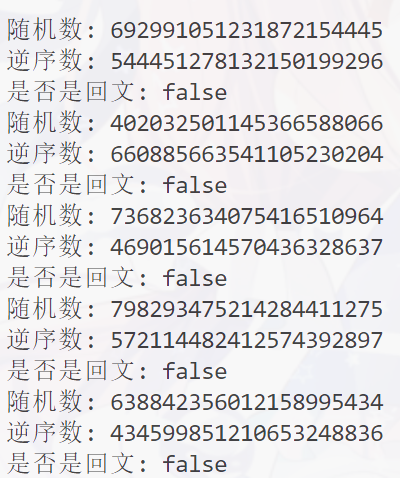 随机数: 692991051231872154445
逆序数: 544451278132150199296
是否是回文: false
随机数: 402032501145366588066
逆序数: 660885663541105230204
是否是回文: false
随机数: 736823634075416510964
逆序数: 469015614570436328637
是否是回文: false
随机数: 798293475214284411275
逆序数: 572114482412574392897
是否是回文: false
随机数: 638842356012158995434
逆序数: 434599851210653248836
是否是回文: false